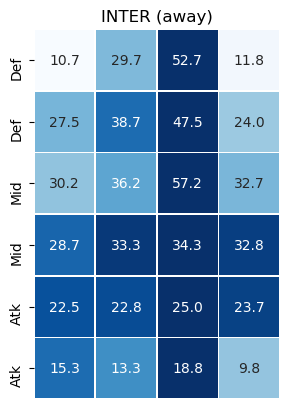 INTER (away)
Def 10.7 29.7 52.7 11.8
Def 27.5 38.7 47.5 24.0
Mid 30.2 36.2 57.2 32.7
Mid 28.7 33.3 34.3 32.8
Atk 22.5 22.8 25.0 23.7
Atk 15.3 13.3 18.8 9.8